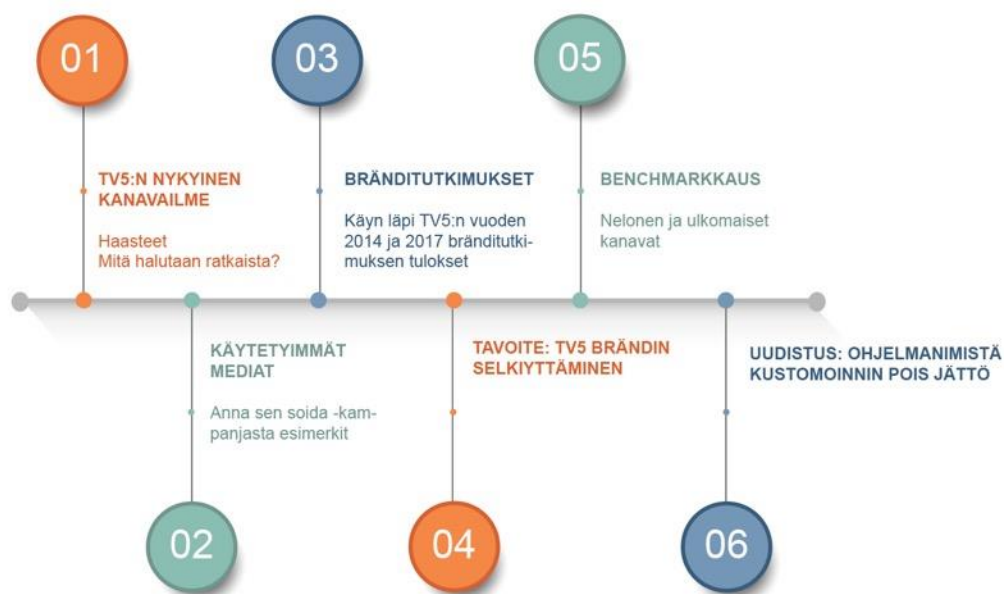 01
TV5:N NYKYINEN
KANAVAILME
Haasteet
Mitä halutaan ratkaista?
02
KÄYTETYIMMÄT
MEDIAT
Anna sen soida -kam-
panjasta esimerkit
03
BRÄNDITUTKIMUKSET
Käyn läpi TV5:n vuoden
2014 ja 2017 bränditutki-
muksen tulokset
04
TAVOITE: TV5 BRÄNDIN
SELKIYTTÄMINEN
05
BENCHMARKKAUS
Nelonen ja ulkomaiset
kanavat
06
UUDISTUS: OHJELMANIMISTÄ
KUSTOMOINNIN POIS JÄTTÖ